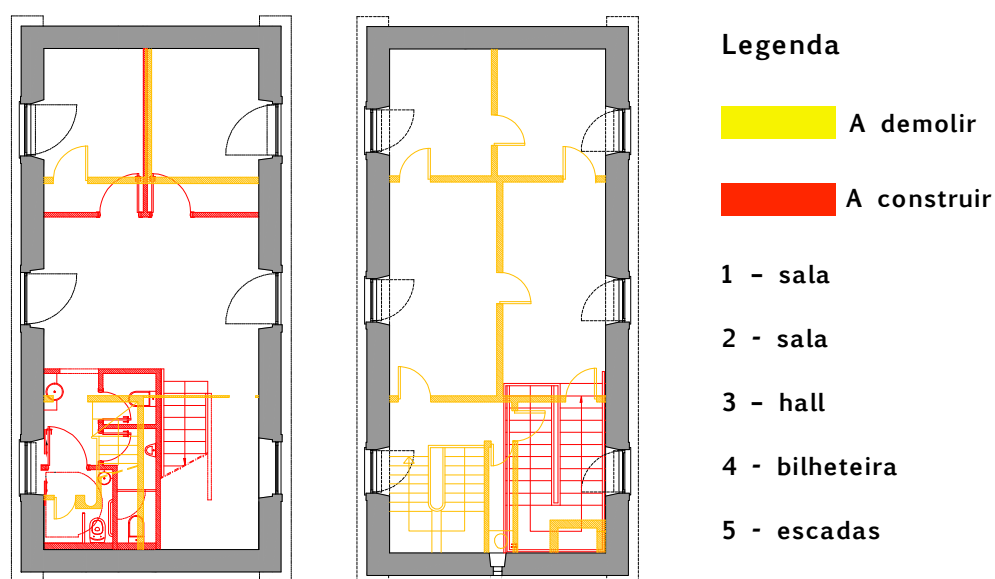 Legenda
A demolir
A construir
1 – sala
2 - sala
3 – hall
4 - bilheteira
5 - escadas